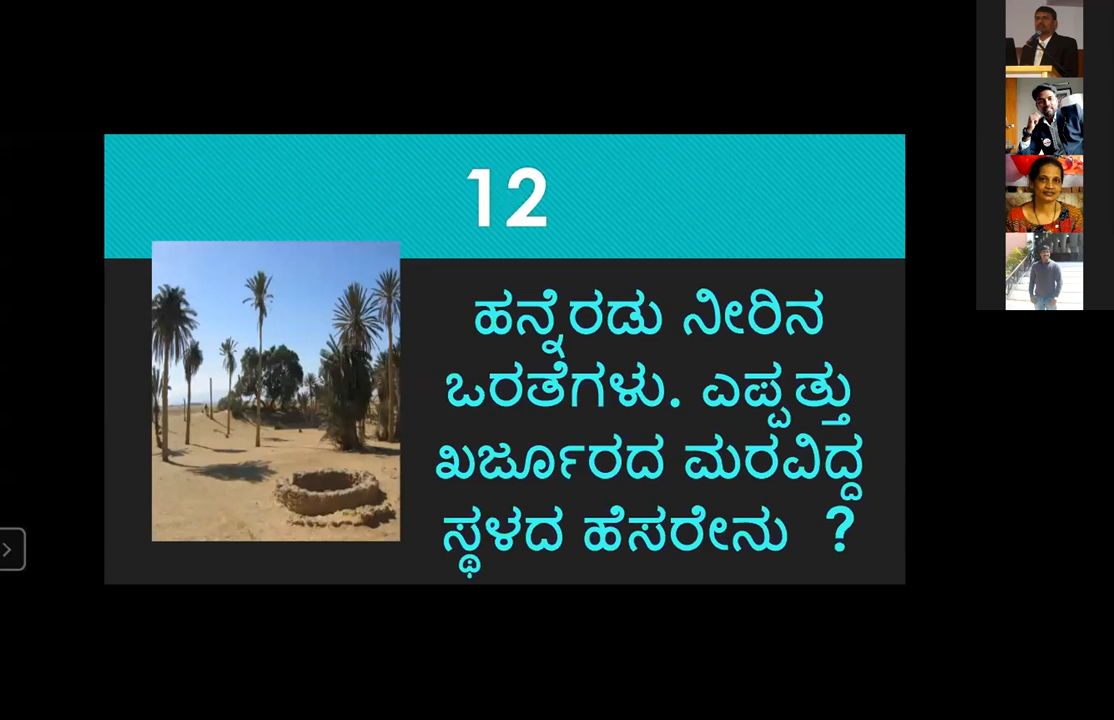 12
ಹನ್ನೆರಡು ನೀರಿನ
ಒರತೆಗಳು. ಎಪ್ಪತ್ತು
ಖರ್ಜೂರದ ಮರವಿದ್ದ
ಸ್ಥಳದ ಹೆಸರೇನು ?